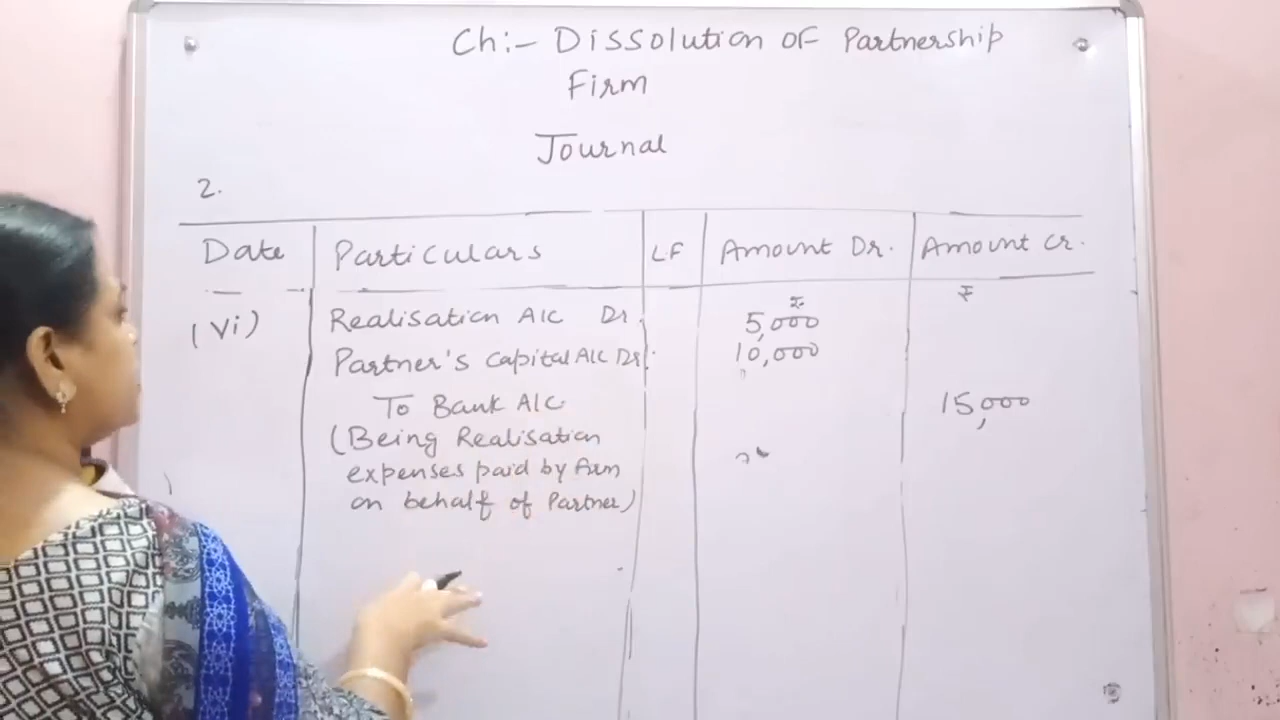 Ch:- Dissolution of Partnership
Firm
Journal
2.
Date Particulars L.F Amount Dr. Amount Cr.
₹ ₹
(Vi) Realisation A/c Dr. 5,000
Partner's Capital A/c Dr. 10,000
To Bank A/c 15,000
(Being Realisation
expenses paid by firm
on behalf of Partner)